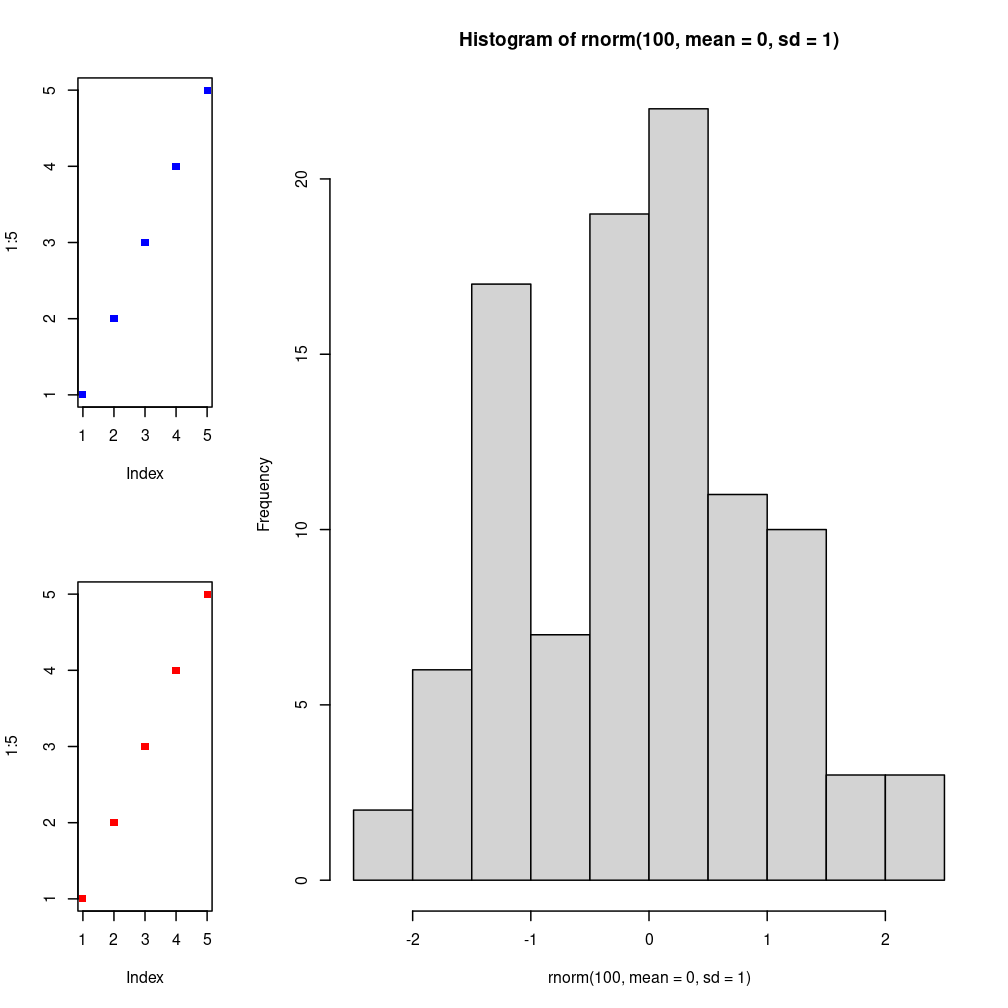 Histogram of rnorm(100, mean = 0, sd = 1)
5
4
3
2
1
1:5
1 2 3 4 5
Index
5
4
3
2
1
1:5
1 2 3 4 5
Index
20
15
10
5
0
Frequency
-2 -1 0 1 2
rnorm(100, mean = 0, sd = 1)